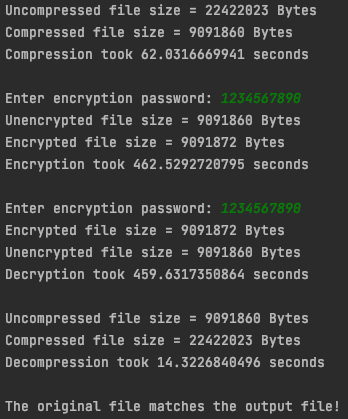 Uncompressed file size = 22422023 Bytes
Compressed file size = 9091860 Bytes
Compression took 62.0316669941 seconds
Enter encryption password: 1234567890
Unencrypted file size = 9091860 Bytes
Encrypted file size = 9091872 Bytes
Encryption took 462.5292720795 seconds
Enter encryption password: 1234567890
Encrypted file size = 9091872 Bytes
Unencrypted file size = 9091860 Bytes
Decryption took 459.6317350864 seconds
Uncompressed file size = 9091860 Bytes
Compressed file size = 22422023 Bytes
Decompression took 14.3226840496 seconds
The original file matches the output file!